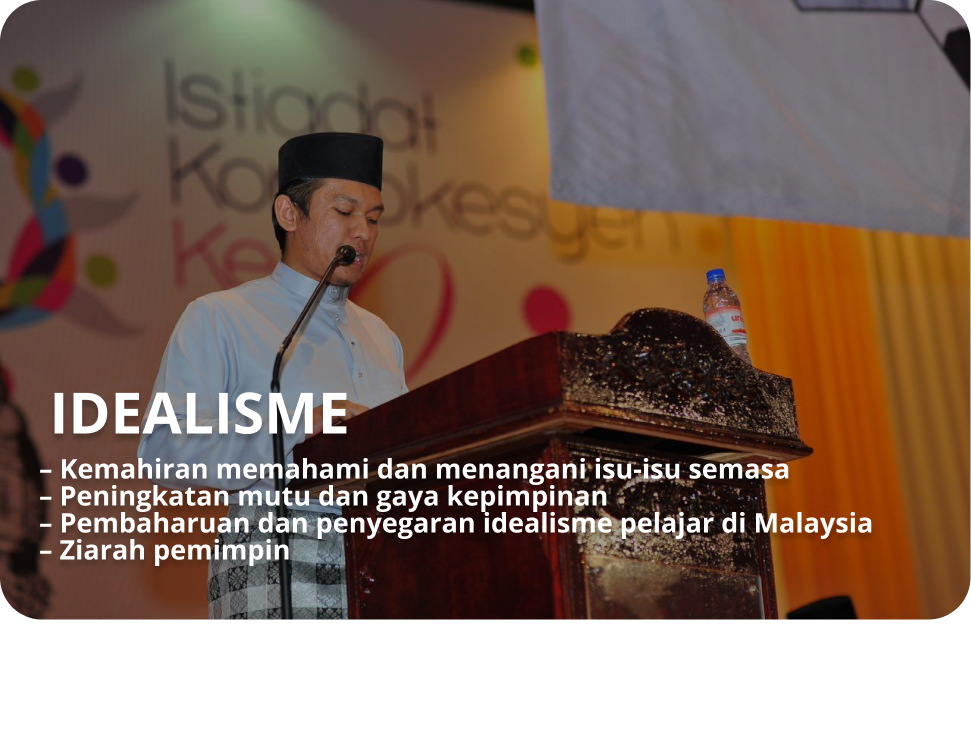 Istiadat
Konvokesyen
Ke
IDEALISME
– Kemahiran memahami dan menangani isu-isu semasa
– Peningkatan mutu dan gaya kepimpinan
– Pembaharuan dan penyegaran idealisme pelajar di Malaysia
– Ziarah pemimpin